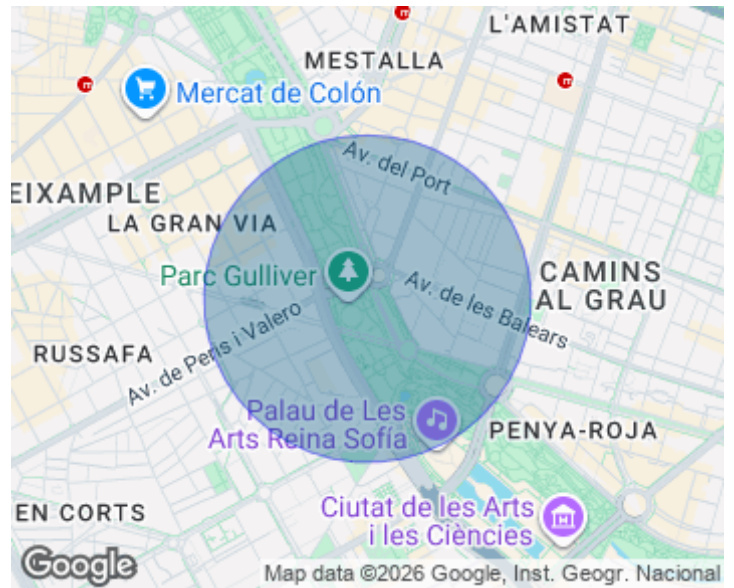 L'AMISTAT
MESTALLA
Mercat de Colón
Av. del Port
EIXAMPLE
LA GRAN VIA
Parc Gulliver
CAMINS
AL GRAU
Av. de les Balears
Av. de Peris i Valero
RUSSAFA
Palau de Les
Arts Reina Sofía
PENYA-ROJA
EN CORTS
Ciutat de les Arts
i les Ciències
Google
Map data ©2026 Google, Inst. Geogr. Nacional